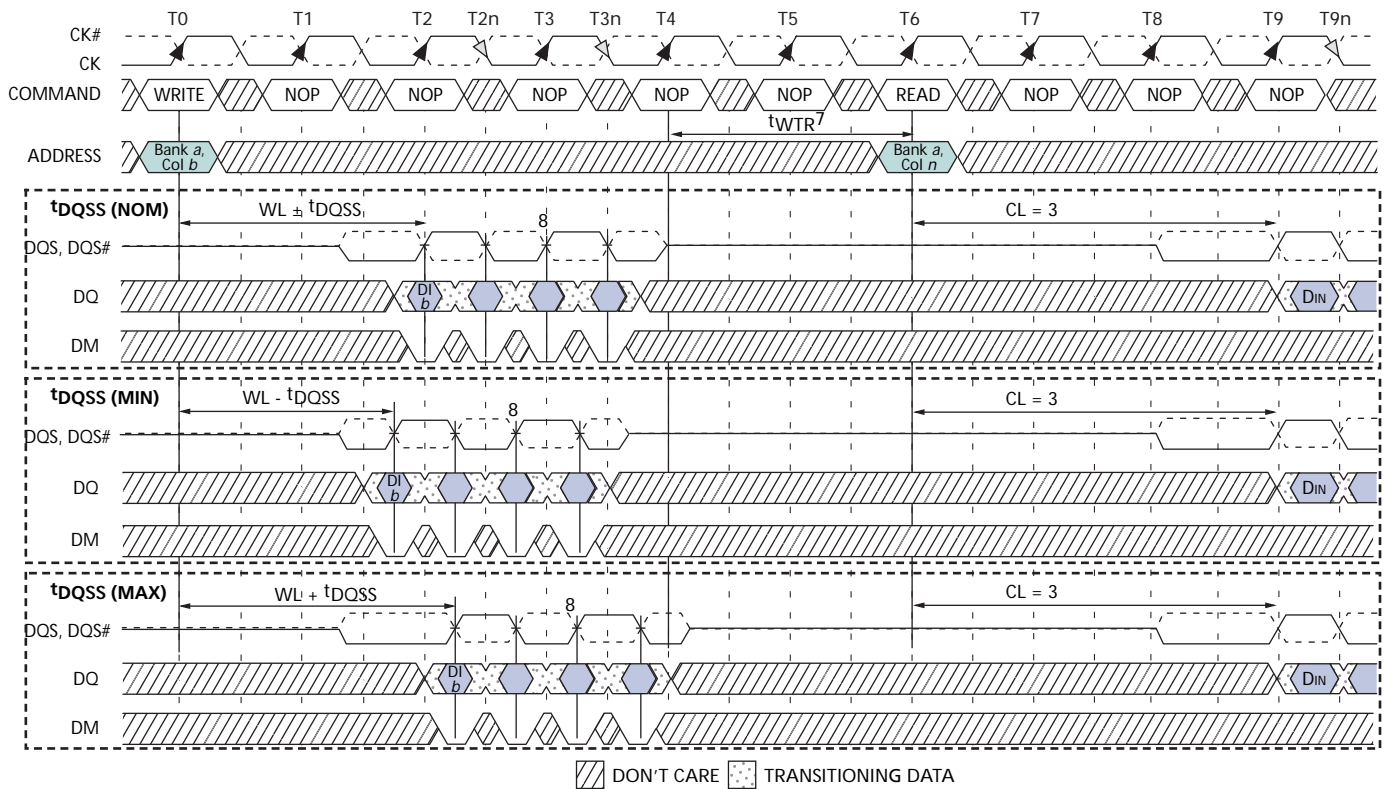 T0 T1 T2 T2n T3 T3n T4 T5 T6 T7 T8 T9 T9n
CK#
CK
COMMAND WRITE NOP NOP NOP NOP NOP READ NOP NOP NOP
tWTR7
ADDRESS Bank a, Col b Bank a, Col n
tDQSS (NOM) WL ± tDQSS 8 CL = 3
DQS, DQS#
DQ DI b DIN
DM
tDQSS (MIN) WL - tDQSS 8 CL = 3
DQS, DQS#
DQ DI b DIN
DM
tDQSS (MAX) WL + tDQSS 8 CL = 3
DQS, DQS#
DQ DI b DIN
DM
DON'T CARE TRANSITIONING DATA